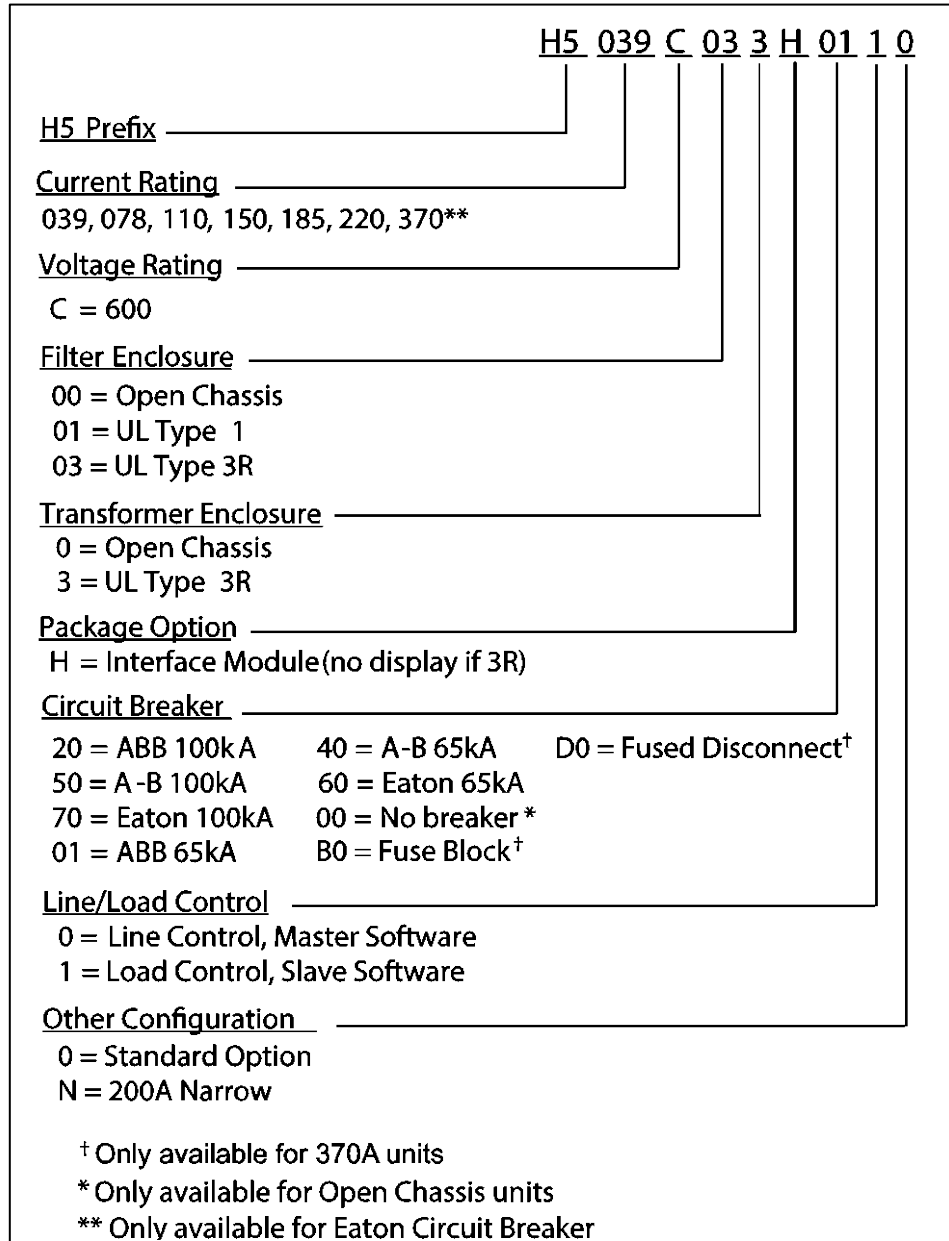 H5 039 C 03 3 H 01 1 0
H5 Prefix
Current Rating
039, 078, 110, 150, 185, 220, 370**
Voltage Rating
C = 600
Filter Enclosure
00 = Open Chassis
01 = UL Type 1
03 = UL Type 3R
Transformer Enclosure
0 = Open Chassis
3 = UL Type 3R
Package Option
H = Interface Module(no display if 3R)
Circuit Breaker
20 = ABB 100kA 40 = A-B 65kA D0 = Fused Disconnect†
50 = A-B 100kA 60 = Eaton 65kA
70 = Eaton 100kA 00 = No breaker *
01 = ABB 65kA B0 = Fuse Block†
Line/Load Control
0 = Line Control, Master Software
1 = Load Control, Slave Software
Other Configuration
0 = Standard Option
N = 200A Narrow
† Only available for 370A units
* Only available for Open Chassis units
** Only available for Eaton Circuit Breaker